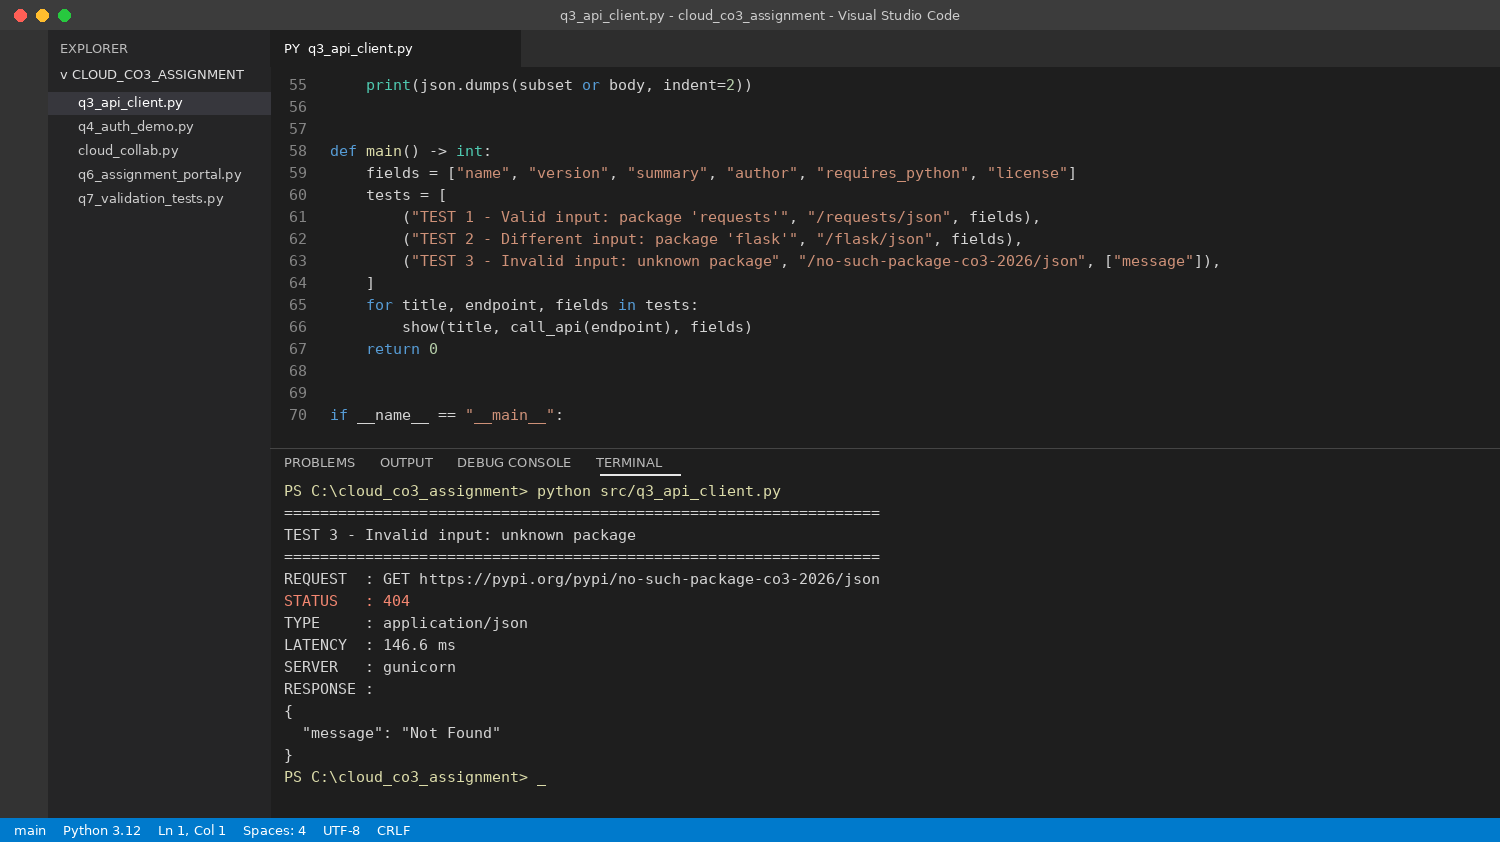 q3_api_client.py - cloud_co3_assignment - Visual Studio Code
EXPLORER
v CLOUD_CO3_ASSIGNMENT
q3_api_client.py
q4_auth_demo.py
cloud_collab.py
q6_assignment_portal.py
q7_validation_tests.py
PY q3_api_client.py
55     print(json.dumps(subset or body, indent=2))
56
57
58 def main() -> int:
59     fields = ["name", "version", "summary", "author", "requires_python", "license"]
60     tests = [
61         ("TEST 1 - Valid input: package 'requests'", "/requests/json", fields),
62         ("TEST 2 - Different input: package 'flask'", "/flask/json", fields),
63         ("TEST 3 - Invalid input: unknown package", "/no-such-package-co3-2026/json", ["message"]),
64     ]
65     for title, endpoint, fields in tests:
66         show(title, call_api(endpoint), fields)
67     return 0
68
69
70 if __name__ == "__main__":
PROBLEMS OUTPUT DEBUG CONSOLE TERMINAL
PS C:\cloud_co3_assignment> python src/q3_api_client.py
==================================================================
TEST 3 - Invalid input: unknown package
==================================================================
REQUEST  : GET https://pypi.org/pypi/no-such-package-co3-2026/json
STATUS   : 404
TYPE     : application/json
LATENCY  : 146.6 ms
SERVER   : gunicorn
RESPONSE :
{
  "message": "Not Found"
}
PS C:\cloud_co3_assignment> _
main Python 3.12 Ln 1, Col 1 Spaces: 4 UTF-8 CRLF